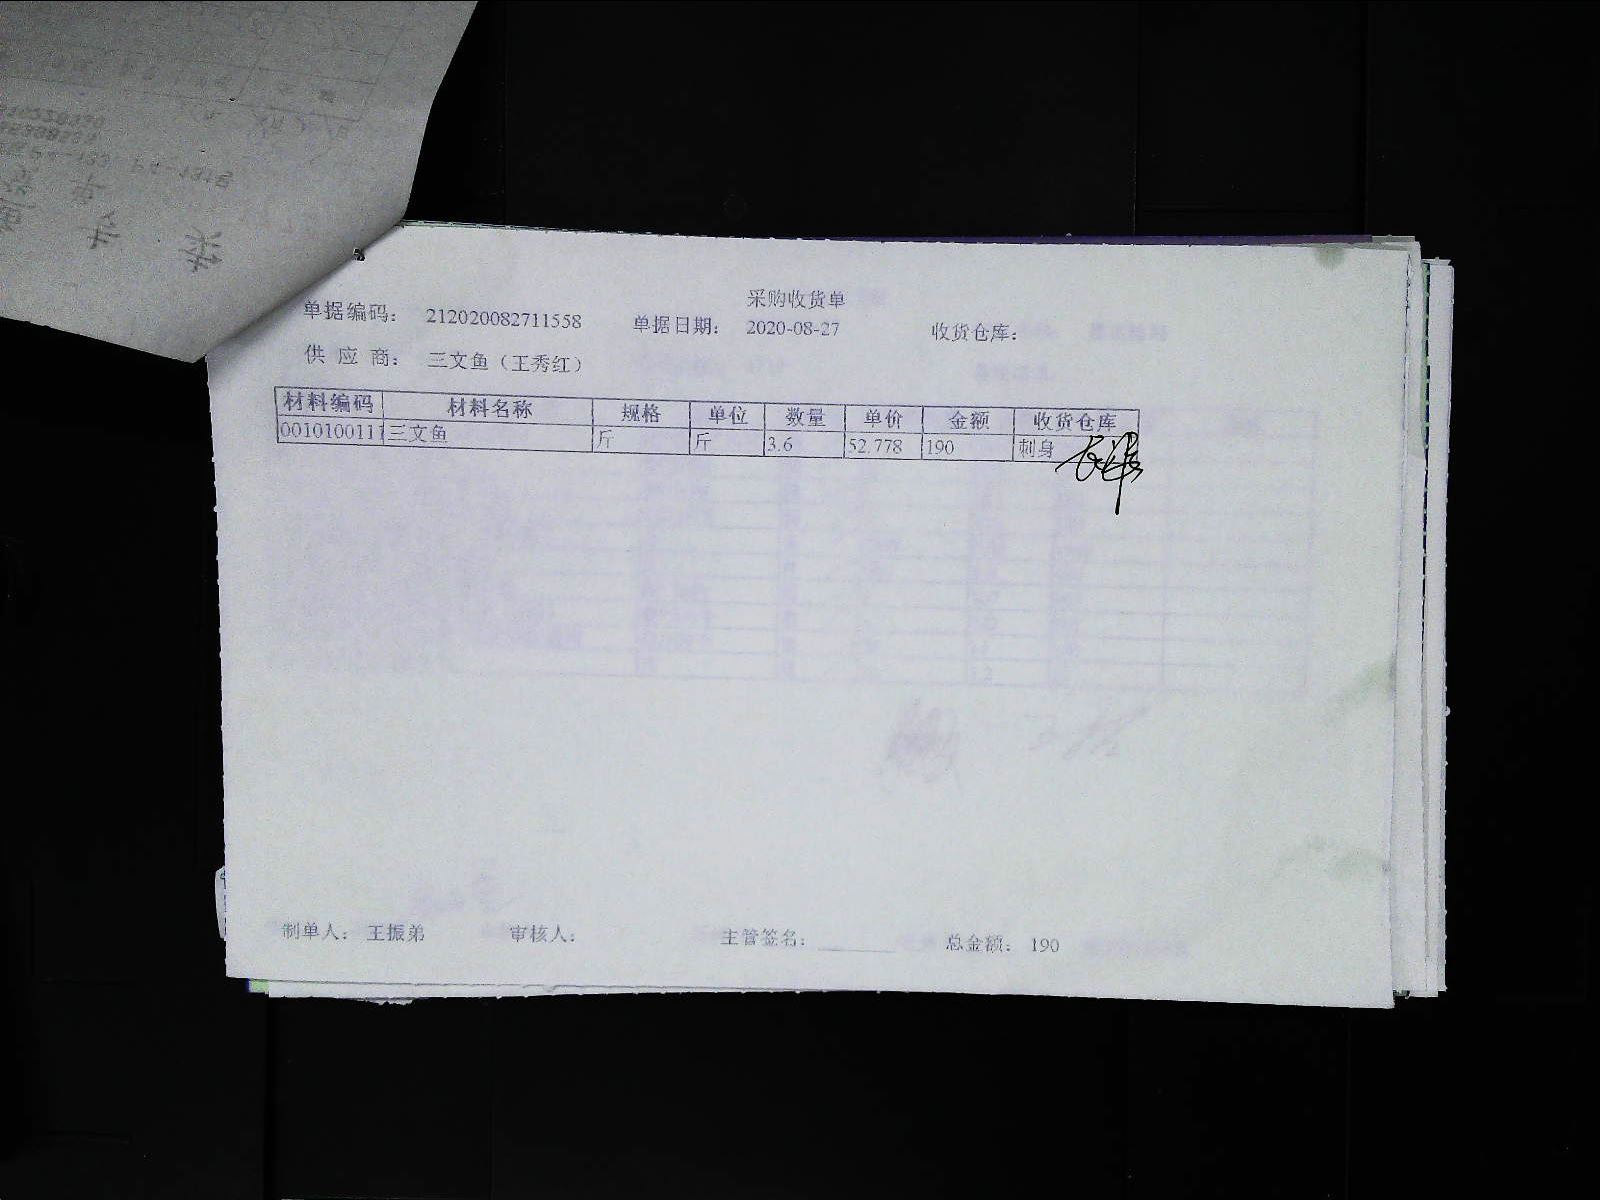 采购收货单
单据编码： 212020082711558 单据日期： 2020-08-27 收货仓库：
供 应 商： 三文鱼（王秀红）
材料编码 材料名称 规格 单位 数量 单价 金额 收货仓库
0010100111 三文鱼 斤 斤 3.6 52.778 190 刺身
制单人： 王振弟 审核人： 主管签名： 总金额： 190